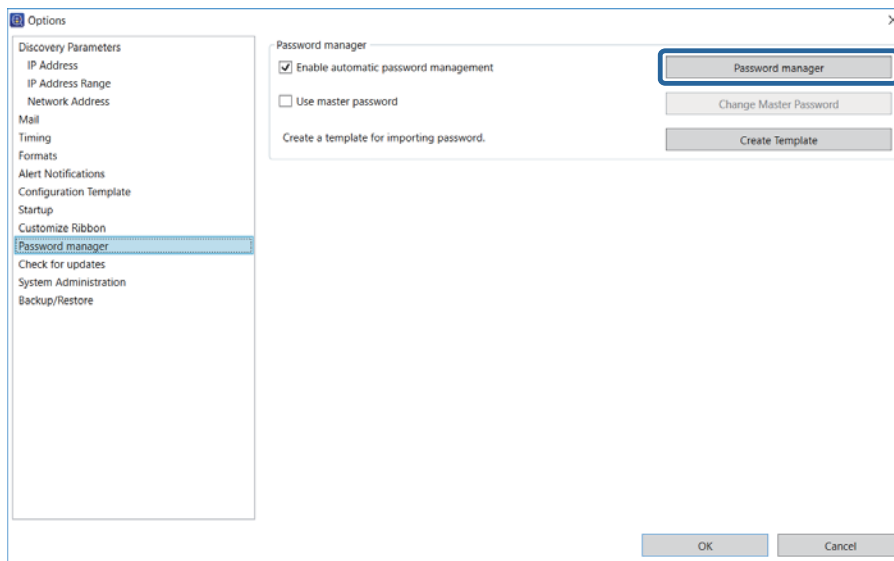 Options
Discovery Parameters
IP Address
IP Address Range
Network Address
Mail
Timing
Formats
Alert Notifications
Configuration Template
Startup
Customize Ribbon
Password manager
Check for updates
System Administration
Backup/Restore
Password manager
Enable automatic password management
Password manager
Use master password
Change Master Password
Create a template for importing password.
Create Template
OK
Cancel